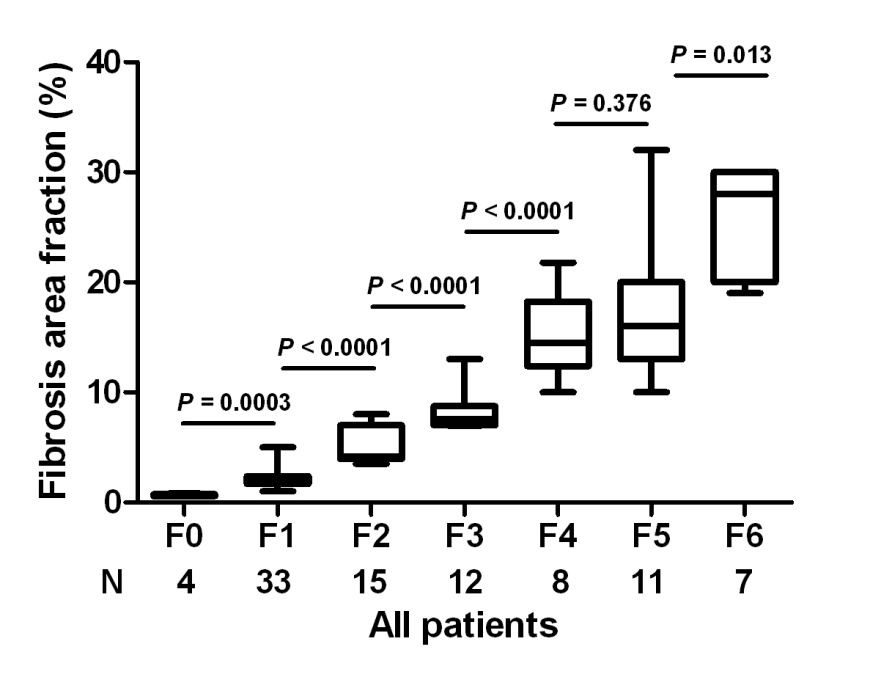 Fibrosis area fraction (%)
40
30
20
10
0
P = 0.0003
P < 0.0001
P < 0.0001
P < 0.0001
P = 0.376
P = 0.013
F0 F1 F2 F3 F4 F5 F6
N 4 33 15 12 8 11 7
All patients